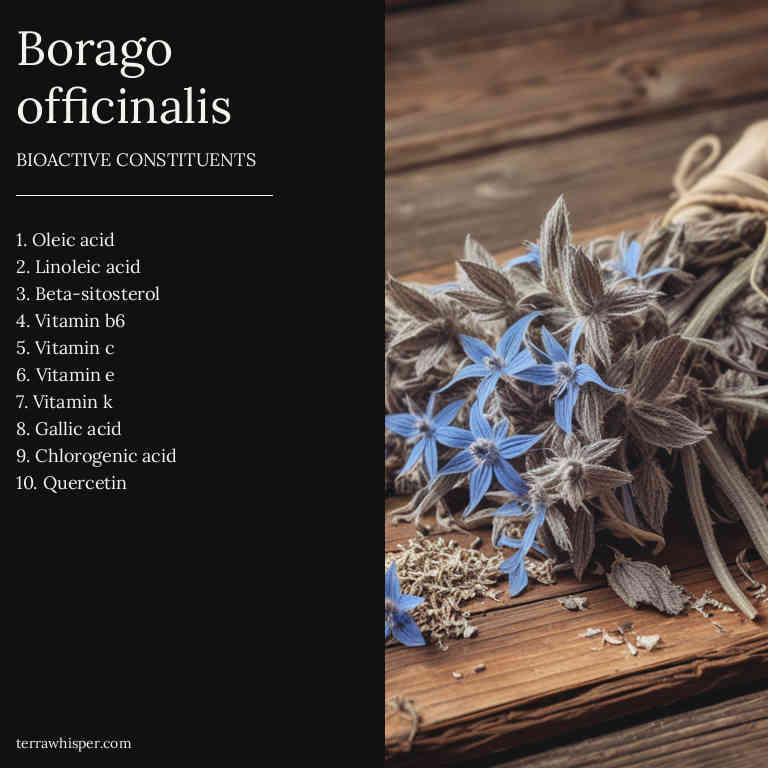 Borago
officinalis
BIOACTIVE CONSTITUENTS
1. Oleic acid
2. Linoleic acid
3. Beta-sitosterol
4. Vitamin b6
5. Vitamin c
6. Vitamin e
7. Vitamin k
8. Gallic acid
9. Chlorogenic acid
10. Quercetin
terrawhisper.com